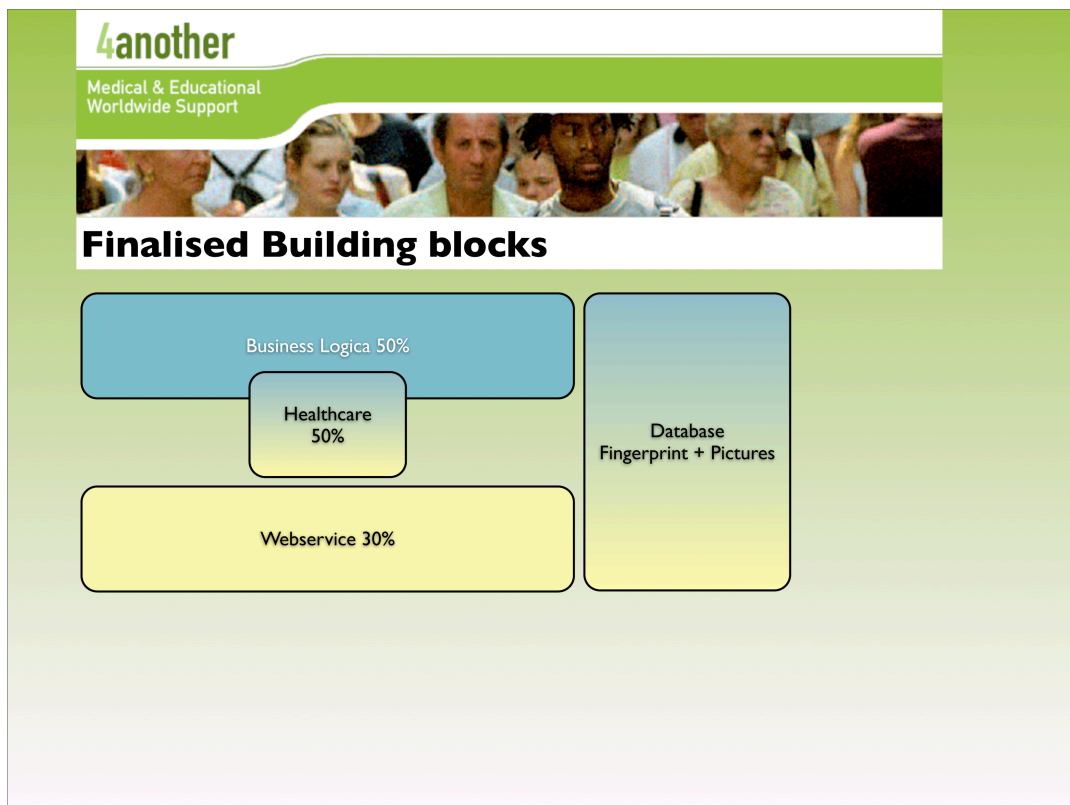 4another
Medical & Educational
Worldwide Support
Finalised Building blocks
Business Logica 50%
Healthcare
50%
Database
Fingerprint + Pictures
Webservice 30%